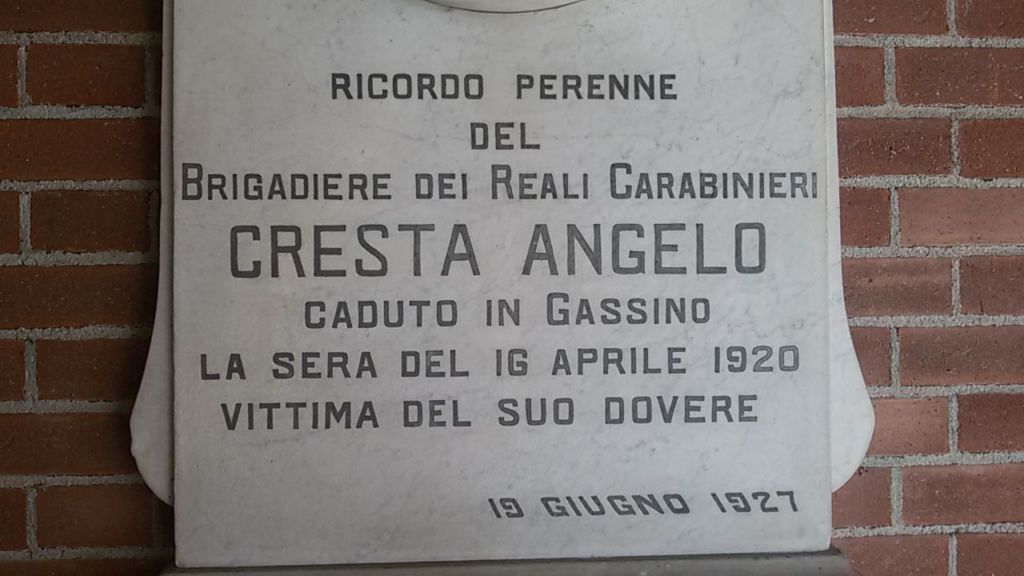 RICORDO PERENNE
DEL
BRIGADIERE DEI REALI CARABINIERI
CRESTA ANGELO
CADUTO IN GASSINO
LA SERA DEL 16 APRILE 1920
VITTIMA DEL SUO DOVERE
19 GIUGNO 1927